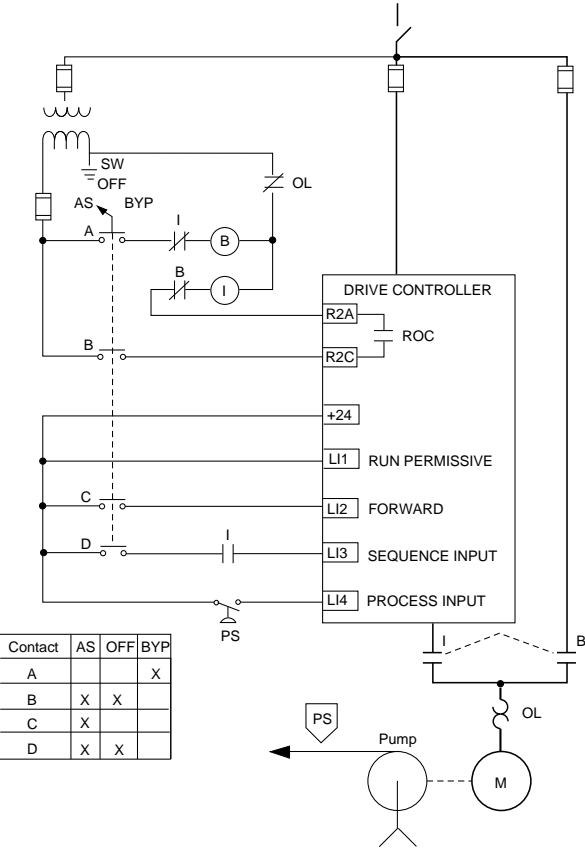 SW
OFF
OL
AS BYP
A
I
B
B
I
DRIVE CONTROLLER
R2A
ROC
B
R2C
+24
LI1 RUN PERMISSIVE
C
LI2 FORWARD
D
I
LI3 SEQUENCE INPUT
LI4 PROCESS INPUT
PS
I
B
Contact AS OFF BYP
A X
B X X
C X
D X X
PS
OL
Pump
M